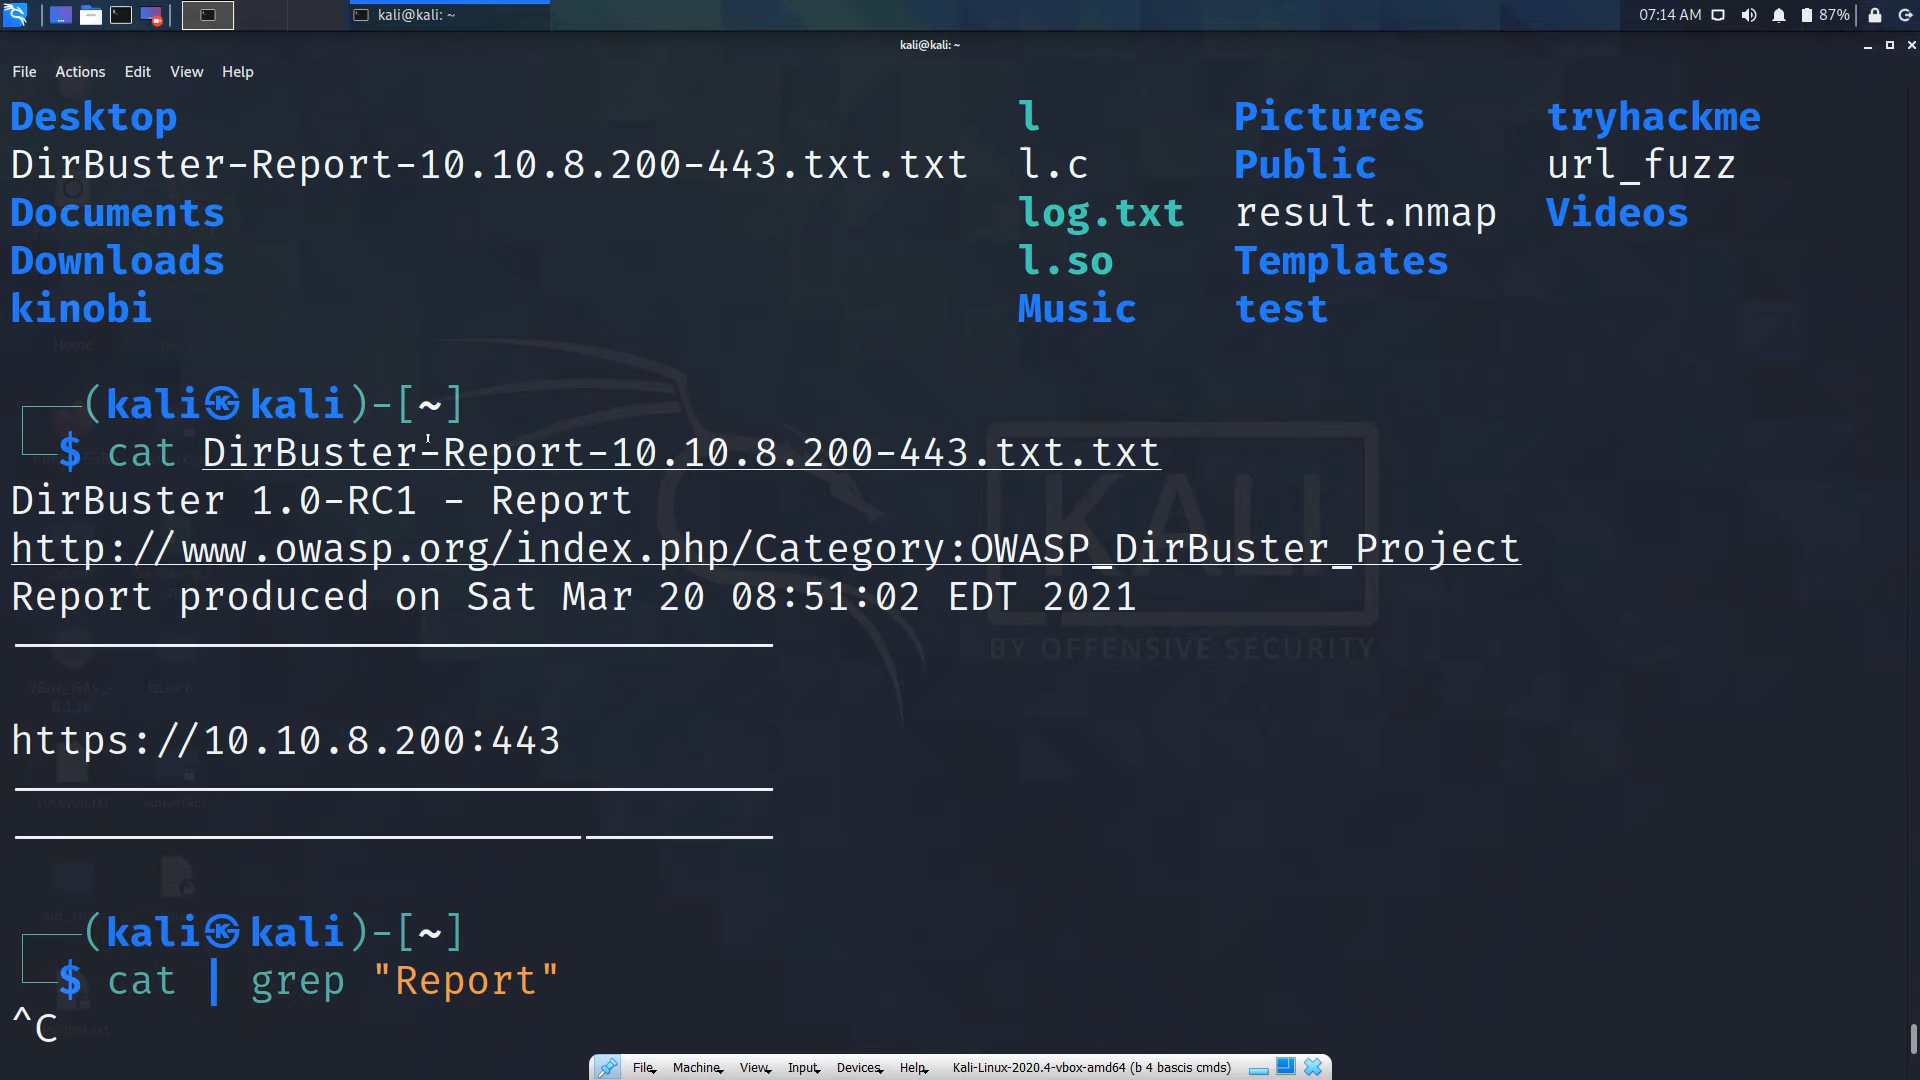 kali@kali: ~
07:14 AM
87%
kali@kali: ~
File Actions Edit View Help
Desktop l Pictures tryhackme
DirBuster-Report-10.10.8.200-443.txt.txt l.c Public url_fuzz
Documents log.txt result.nmap Videos
Downloads l.so Templates
kinobi Music test
Home
(kali㉿kali)-[~]
$ cat DirBuster-Report-10.10.8.200-443.txt.txt
DirBuster 1.0-RC1 - Report
http://www.owasp.org/index.php/Category:OWASP_DirBuster_Project
Report produced on Sat Mar 20 08:51:02 EDT 2021
KALI
BY OFFENSIVE SECURITY
https://10.10.8.200:443
(kali㉿kali)-[~]
$ cat | grep "Report"
^C
File Machine View Input Devices Help Kali-Linux-2020.4-vbox-amd64 (b 4 bascis cmds)